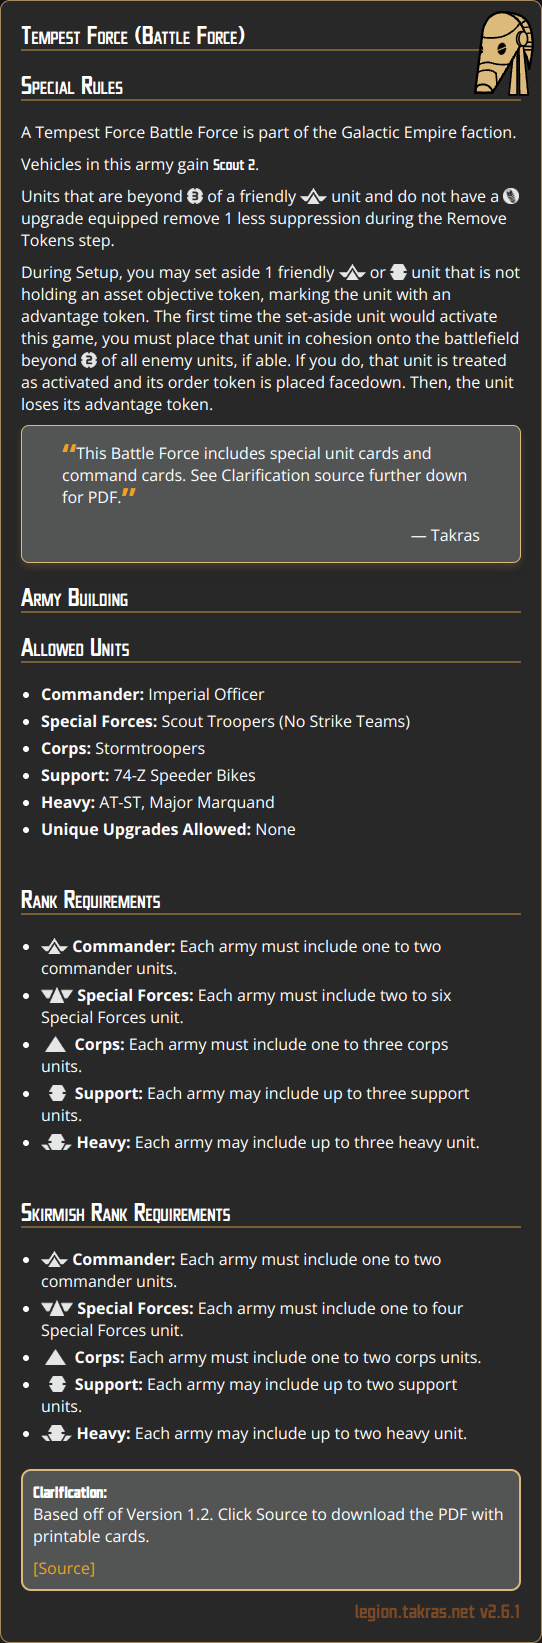 Tempest Force (Battle Force)
Special Rules
A Tempest Force Battle Force is part of the Galactic Empire faction.
Vehicles in this army gain Scout 2.
Units that are beyond 3 of a friendly unit and do not have a
upgrade equipped remove 1 less suppression during the Remove
Tokens step.
During Setup, you may set aside 1 friendly or unit that is not
holding an asset objective token, marking the unit with an
advantage token. The first time the set-aside unit would activate
this game, you must place that unit in cohesion onto the battlefield
beyond 2 of all enemy units, if able. If you do, that unit is treated
as activated and its order token is placed facedown. Then, the unit
loses its advantage token.
“This Battle Force includes special unit cards and
command cards. See Clarification source further down
for PDF.”
— Takras
Army Building
Allowed Units
• Commander: Imperial Officer
• Special Forces: Scout Troopers (No Strike Teams)
• Corps: Stormtroopers
• Support: 74-Z Speeder Bikes
• Heavy: AT-ST, Major Marquand
• Unique Upgrades Allowed: None
Rank Requirements
• Commander: Each army must include one to two
commander units.
• Special Forces: Each army must include two to six
Special Forces unit.
• Corps: Each army must include one to three corps
units.
• Support: Each army may include up to three support
units.
• Heavy: Each army may include up to three heavy unit.
Skirmish Rank Requirements
• Commander: Each army must include one to two
commander units.
• Special Forces: Each army must include one to four
Special Forces unit.
• Corps: Each army must include one to two corps units.
• Support: Each army may include up to two support
units.
• Heavy: Each army may include up to two heavy unit.
Clarification:
Based off of Version 1.2. Click Source to download the PDF with
printable cards.
[Source]
legion.takras.net v2.6.1